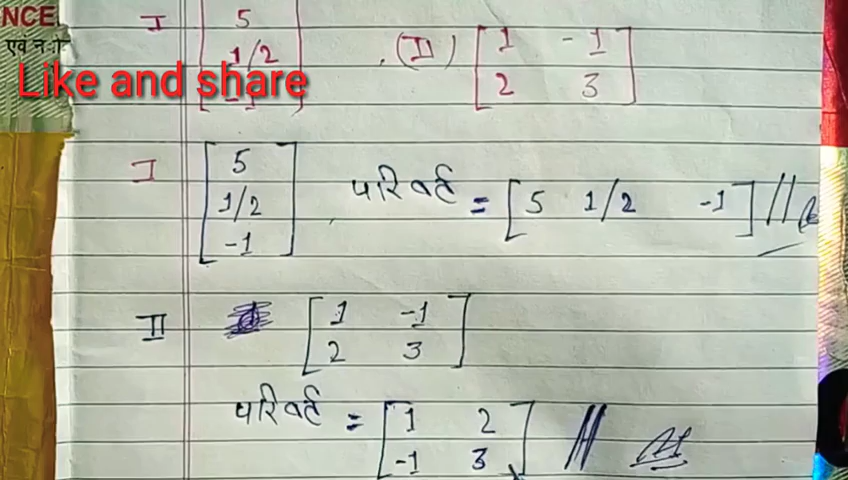 NCE
I [5
1/2
(II) [1 -1
2 3]
एवं न
Like and share
I [5
1/2
-1]
परिवर्त = [5 1/2 -1] //
II [1 -1
2 3]
परिवर्त = [1 2
-1 3] //